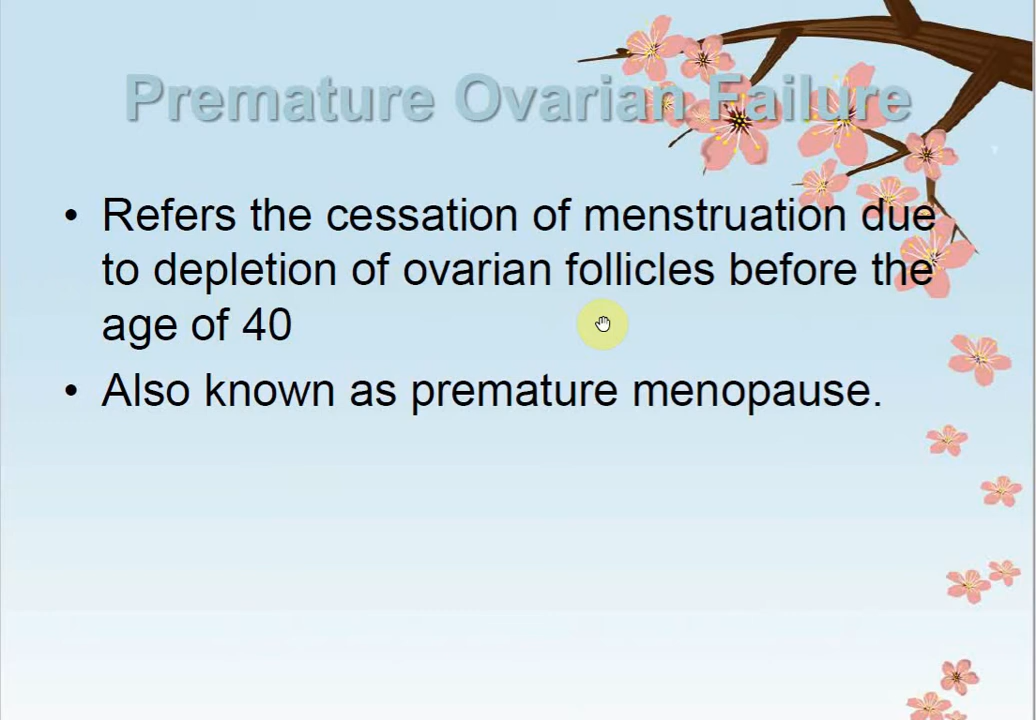 Premature Ovarian Failure
• Refers the cessation of menstruation due
to depletion of ovarian follicles before the
age of 40
• Also known as premature menopause.